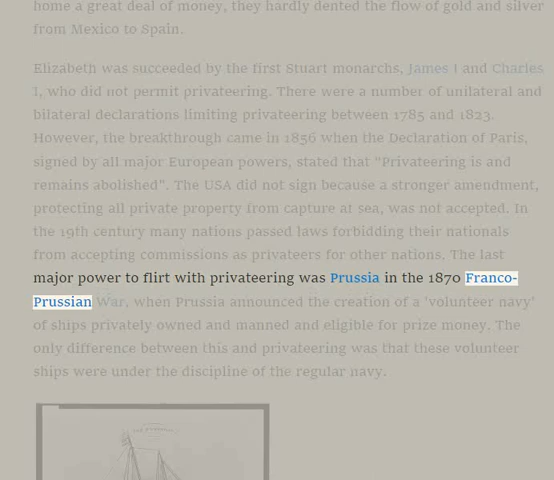 home a great deal of money, they hardly dented the flow of gold and silver
from Mexico to Spain.
Elizabeth was succeeded by the first Stuart monarchs, James I and Charles
I, who did not permit privateering. There were a number of unilateral and
bilateral declarations limiting privateering between 1785 and 1823.
However, the breakthrough came in 1856 when the Declaration of Paris,
signed by all major European powers, stated that "Privateering is and
remains abolished". The USA did not sign because a stronger amendment,
protecting all private property from capture at sea, was not accepted. In
the 19th century many nations passed laws forbidding their nationals
from accepting commissions as privateers for other nations. The last
major power to flirt with privateering was Prussia in the 1870 Franco-
Prussian War, when Prussia announced the creation of a 'volunteer navy'
of ships privately owned and manned and eligible for prize money. The
only difference between this and privateering was that these volunteer
ships were under the discipline of the regular navy.